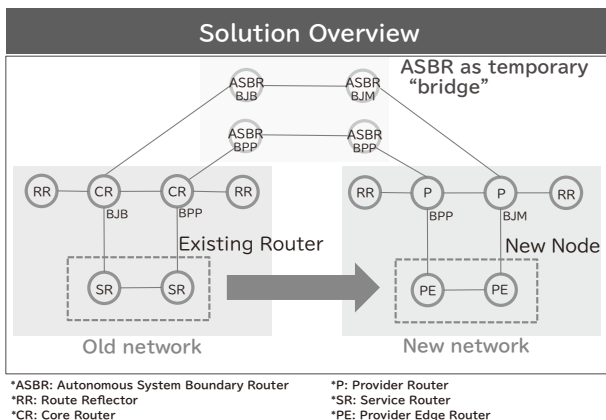 Solution Overview
ASBR as temporary
“bridge”
ASBR
BJB
ASBR
BJM
ASBR
BPP
ASBR
BPP
RR
CR
CR
RR
RR
P
P
RR
BJB
BPP
BPP
BJM
Existing Router
New Node
SR
SR
PE
PE
Old network
New network
*ASBR: Autonomous System Boundary Router
*RR: Route Reflector
*CR: Core Router
*P: Provider Router
*SR: Service Router
*PE: Provider Edge Router